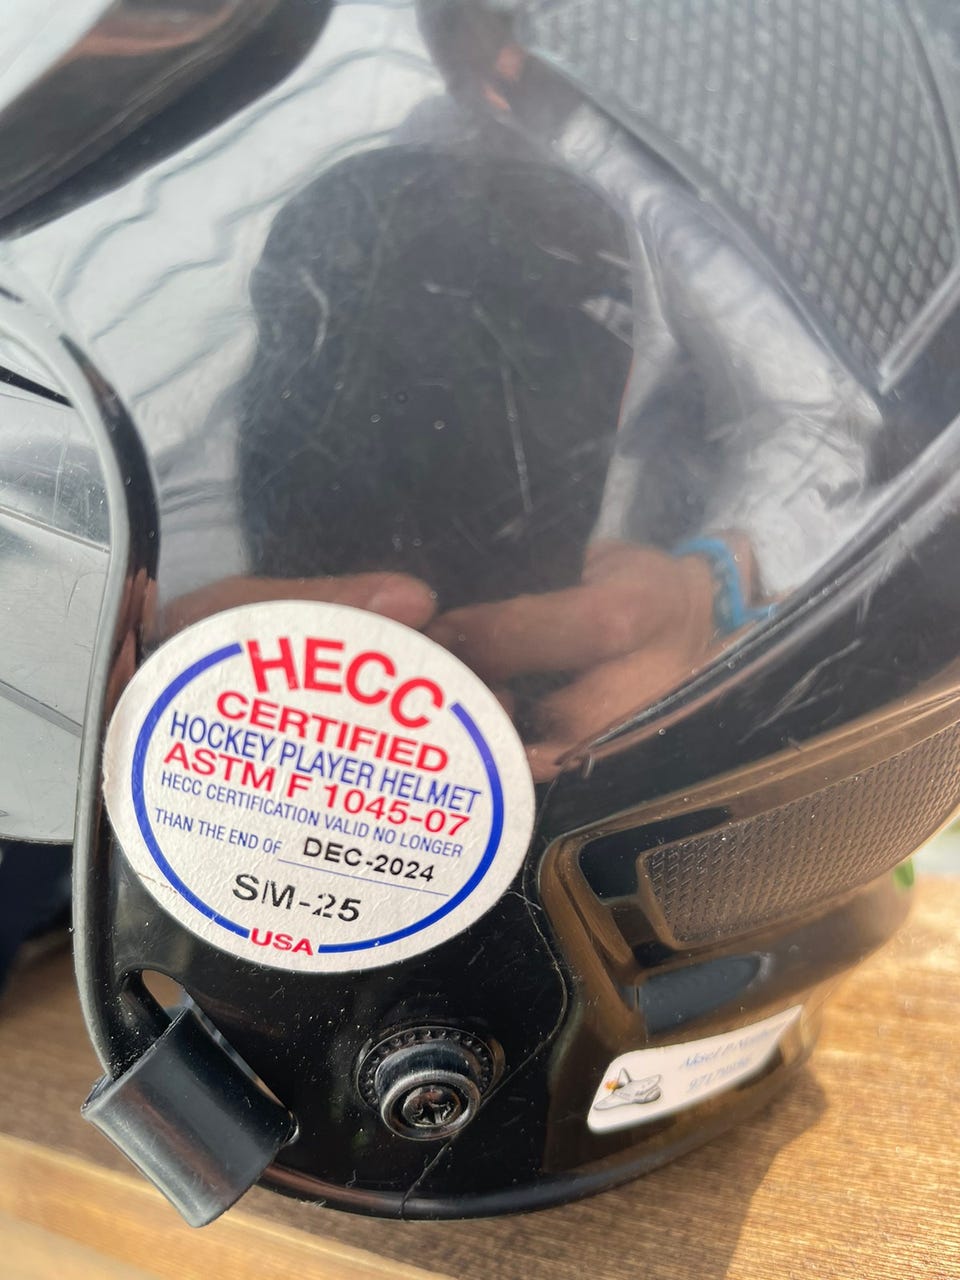 HECC
CERTIFIED
HOCKEY PLAYER HELMET
ASTM F 1045-07
HECC CERTIFICATION VALID NO LONGER
THAN THE END OF DEC-2024
SM-25
USA